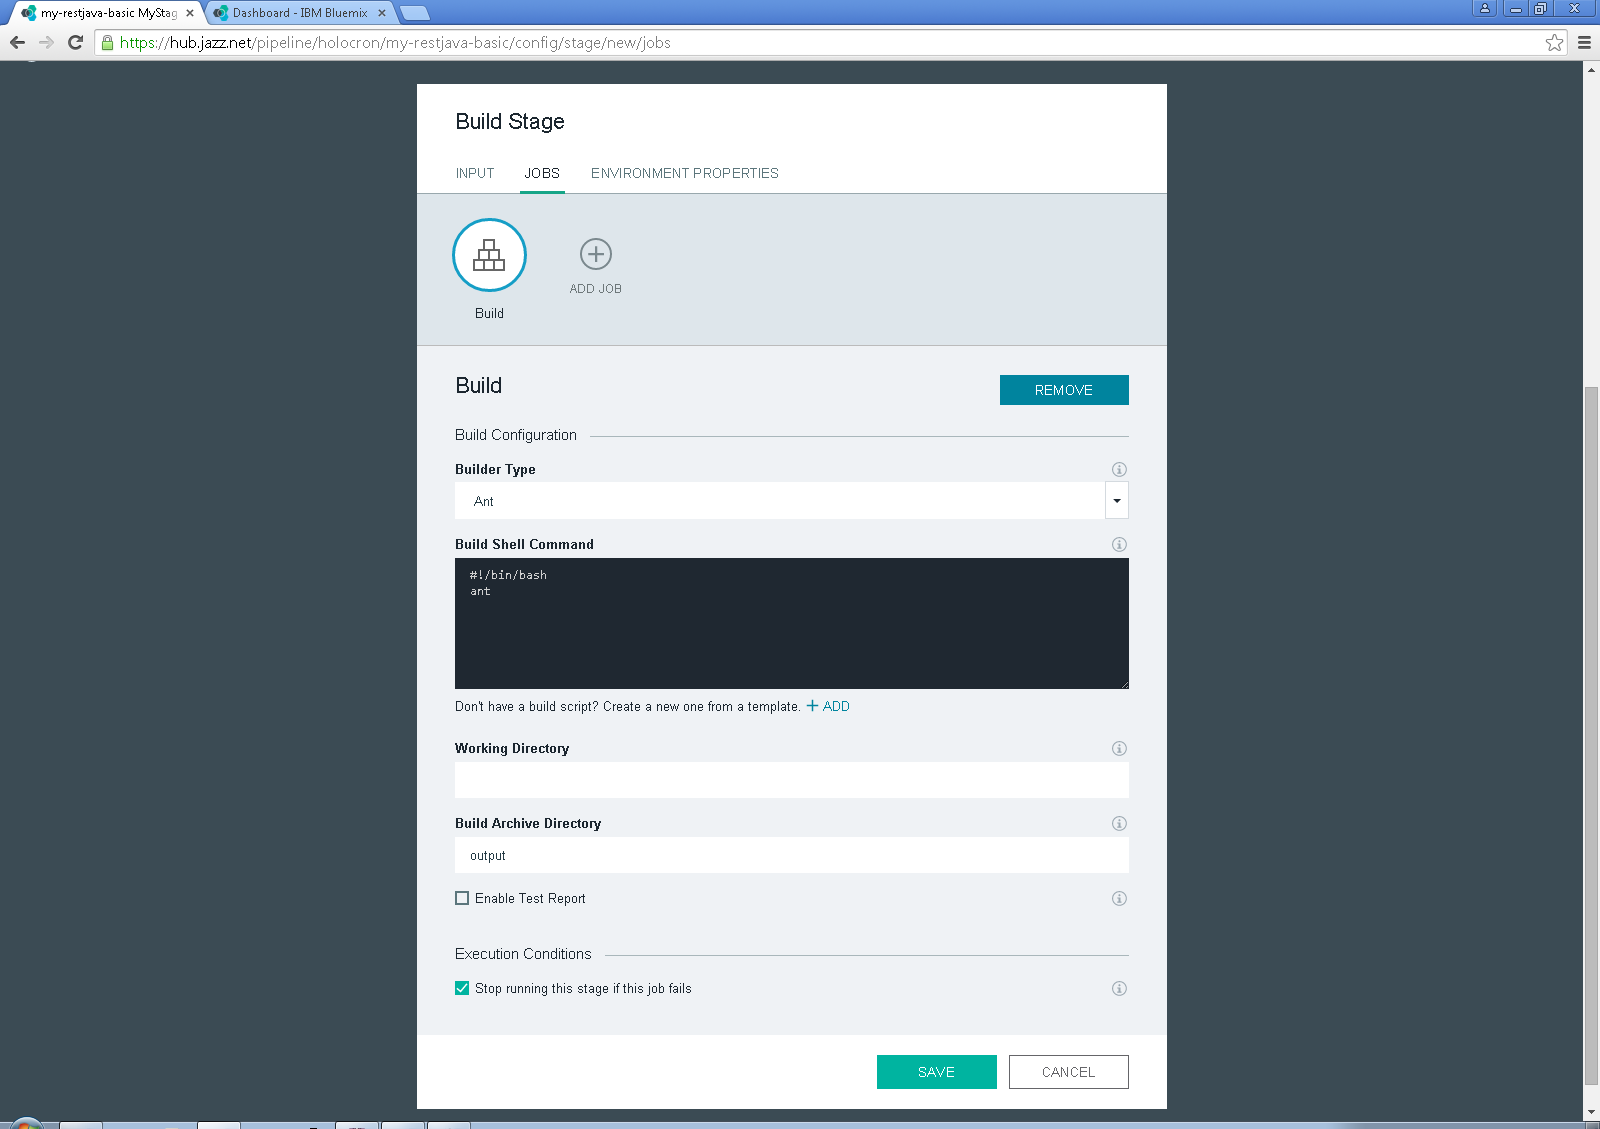 my-restjava-basic MyStag
Dashboard - IBM Bluemix
https://hub.jazz.net/pipeline/holocron/my-restjava-basic/config/stage/new/jobs
Build Stage
INPUT JOBS ENVIRONMENT PROPERTIES
ADD JOB
Build
Build
REMOVE
Build Configuration
Builder Type
Ant
Build Shell Command
#!/bin/bash
ant
Don't have a build script? Create a new one from a template. + ADD
Working Directory
Build Archive Directory
output
Enable Test Report
Execution Conditions
Stop running this stage if this job fails
SAVE CANCEL